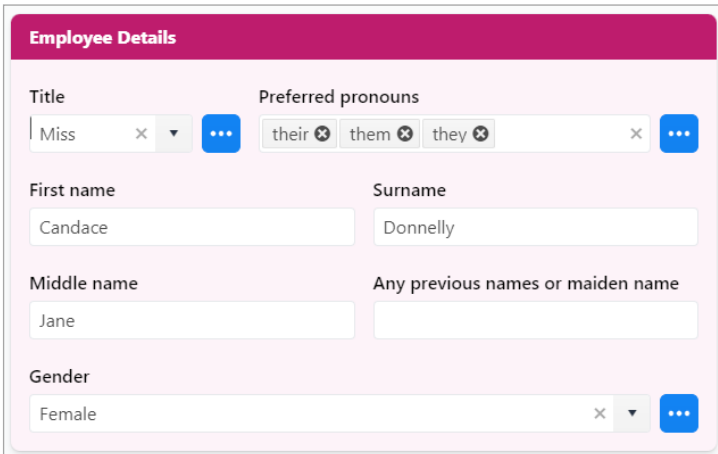 Employee Details
Title Preferred pronouns
Miss their them they
First name Surname
Candace Donnelly
Middle name Any previous names or maiden name
Jane
Gender
Female